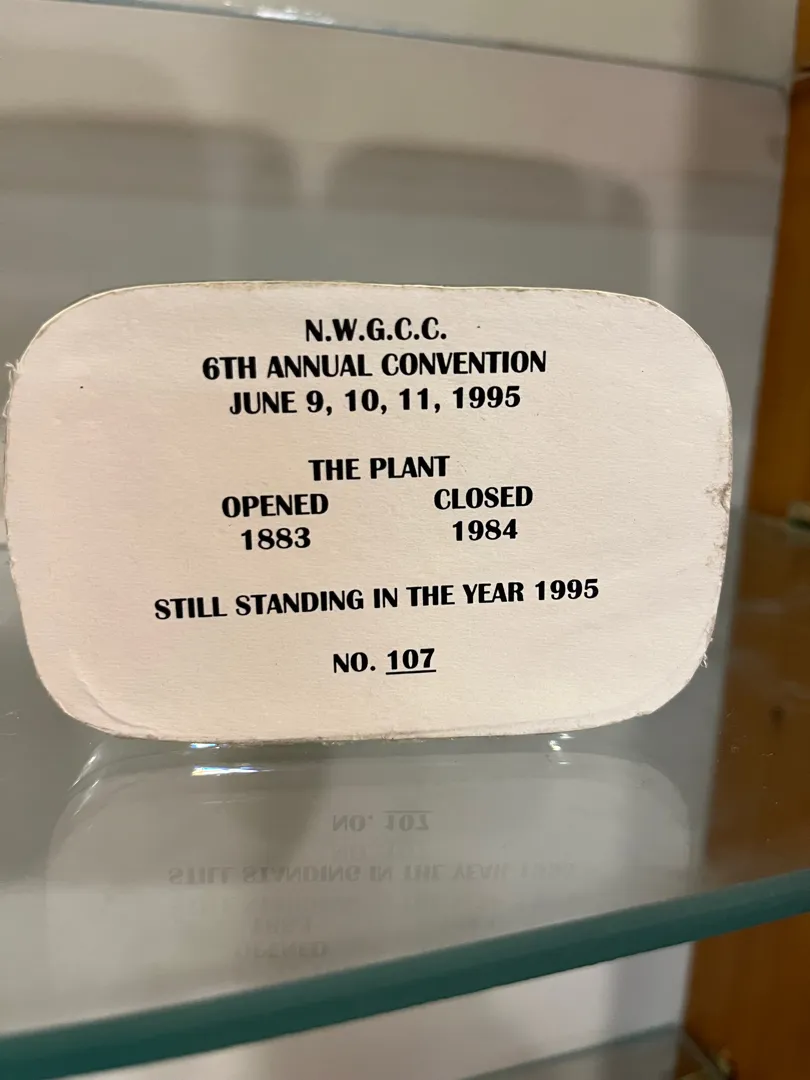 N.W.G.C.C.
6TH ANNUAL CONVENTION
JUNE 9, 10, 11, 1995
THE PLANT
OPENED CLOSED
1883 1984
STILL STANDING IN THE YEAR 1995
NO. 107